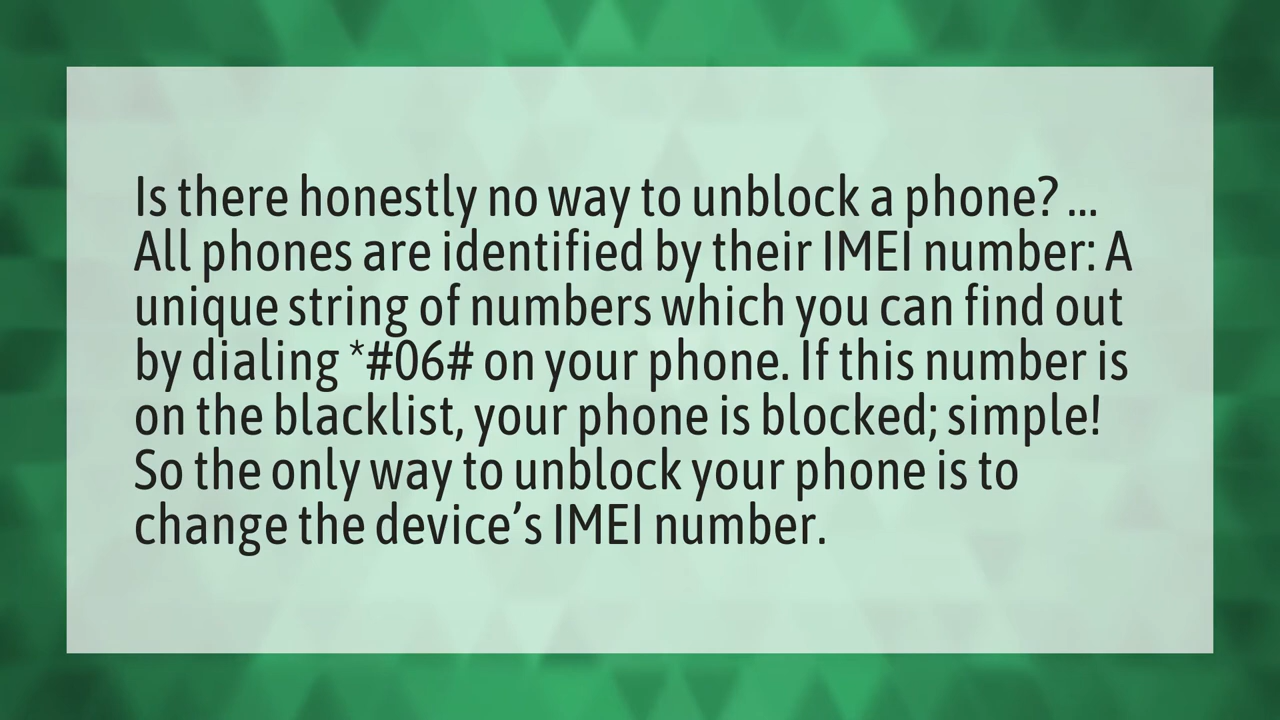 Is there honestly no way to unblock a phone? ...
All phones are identified by their IMEI number: A
unique string of numbers which you can find out
by dialing *#06# on your phone. If this number is
on the blacklist, your phone is blocked; simple!
So the only way to unblock your phone is to
change the device’s IMEI number.